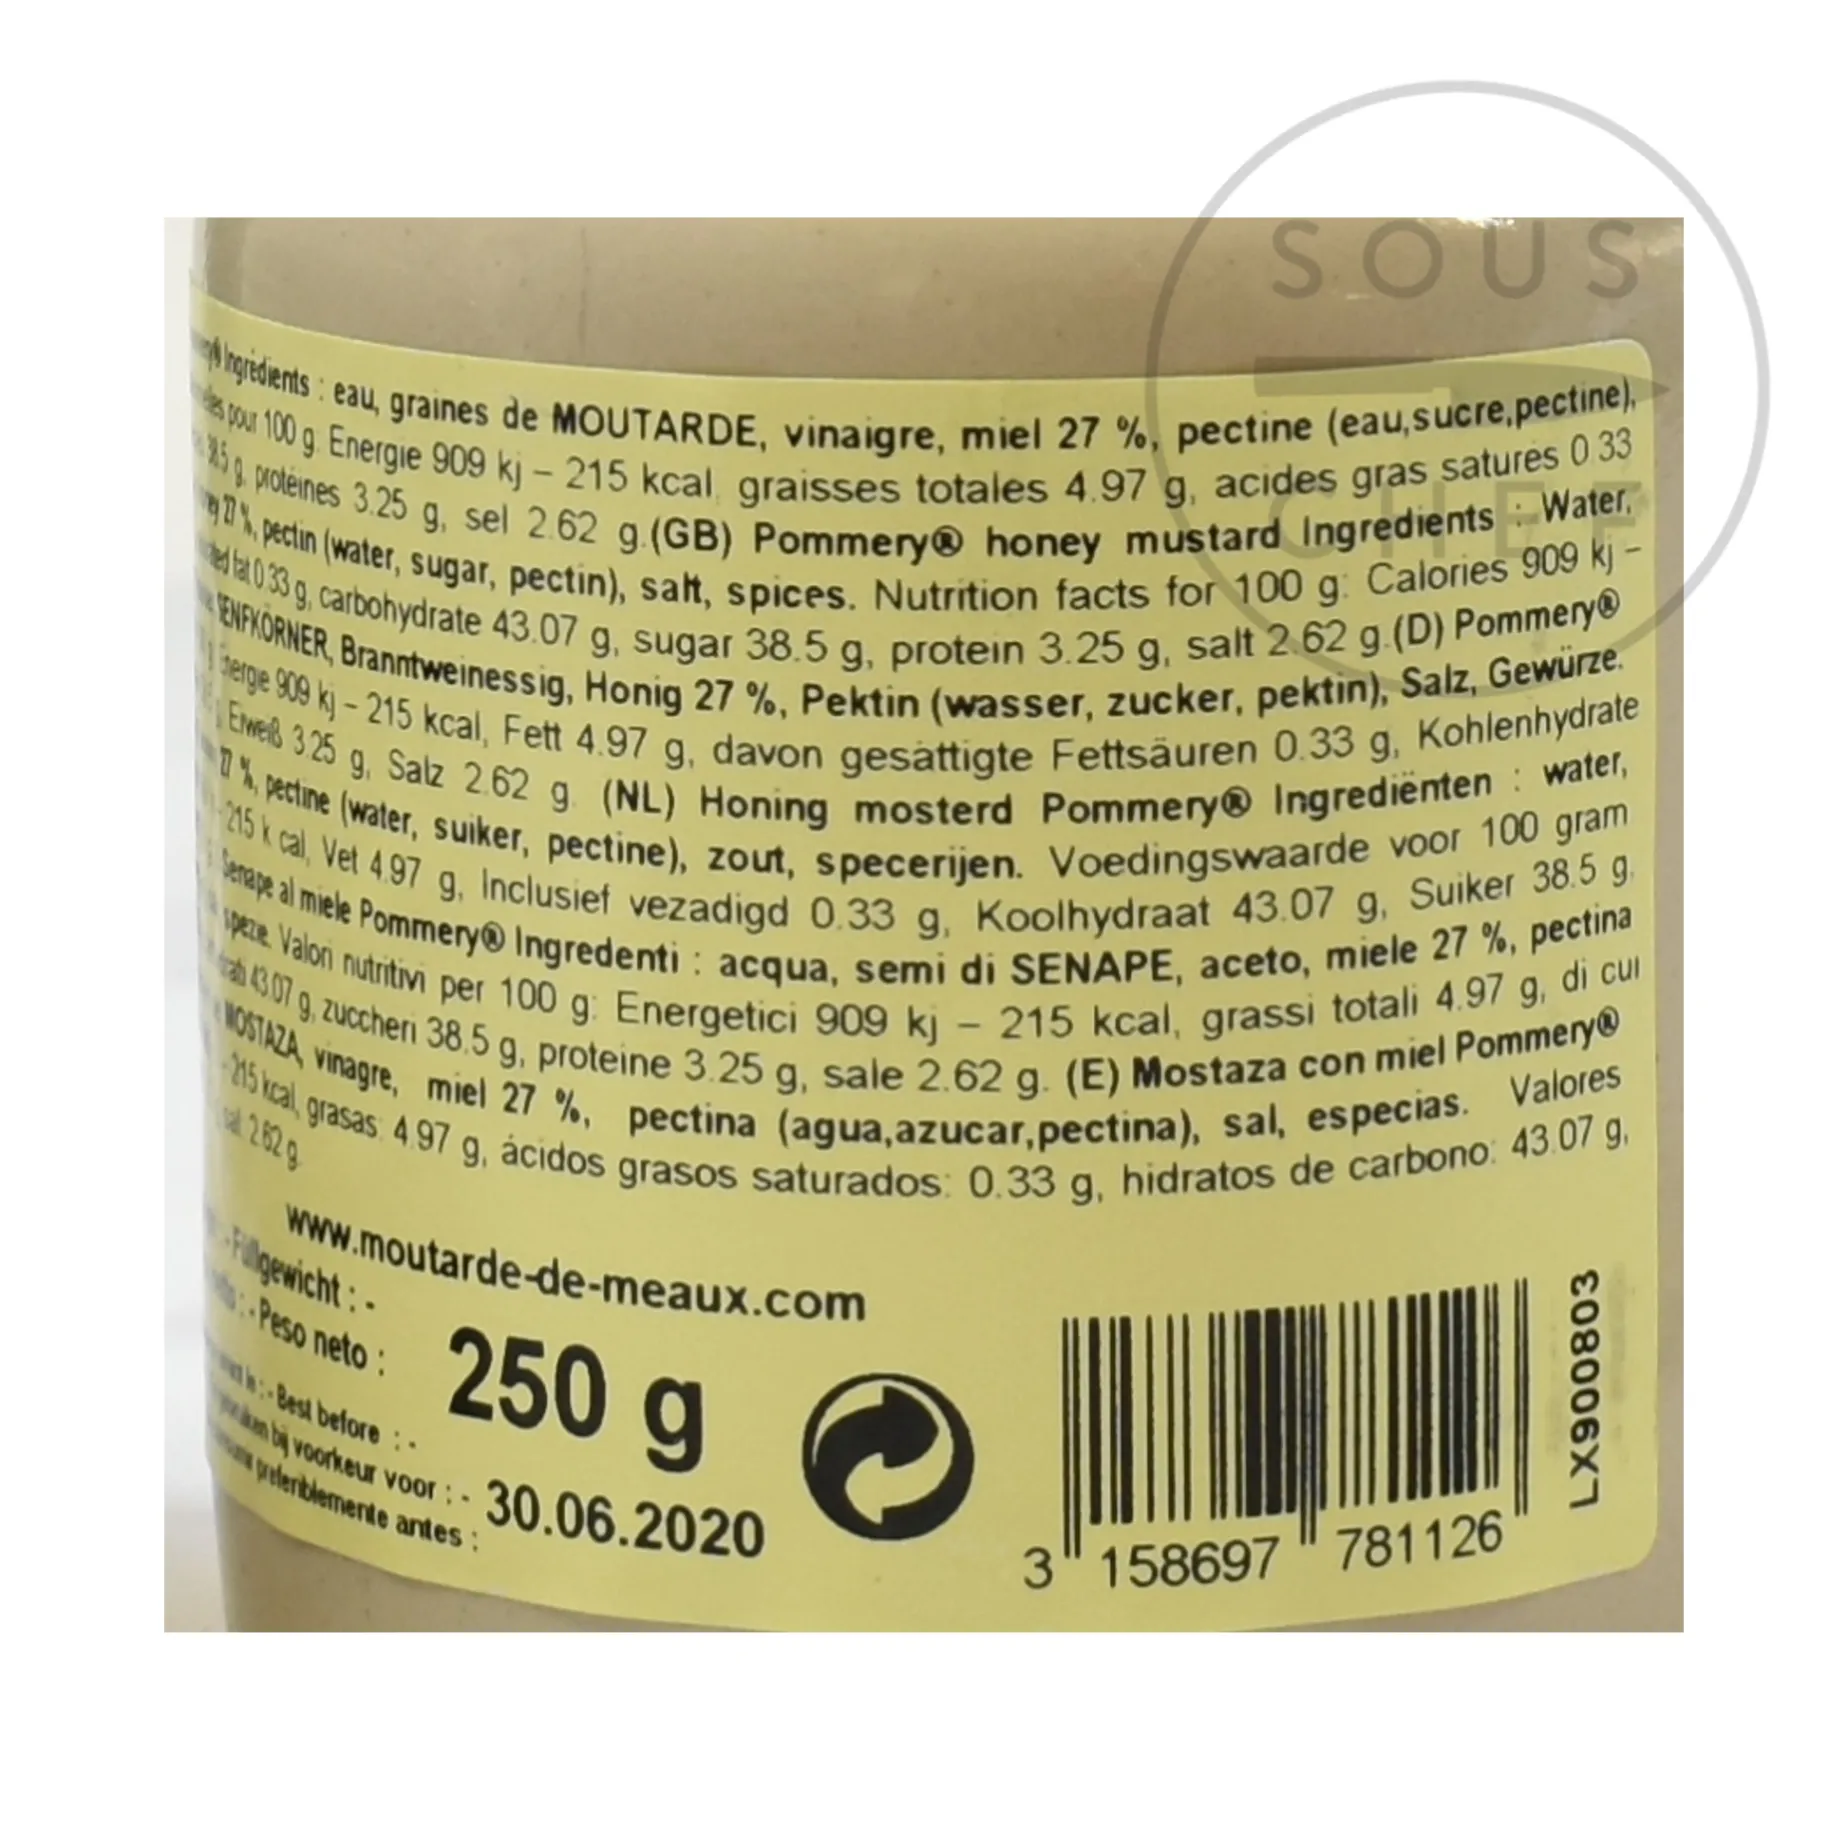 SOUS
CHEF
Ingrédients : eau, graines de MOUTARDE, vinaigre, miel 27 %, pectine (eau,sucre,pectine),
pour 100 g Energie 909 kj – 215 kcal, graisses totales 4.97 g, acides gras saturés 0.33
38.5 g, protéines 3.25 g, sel 2.62 g.(GB) Pommery® honey mustard Ingredients : Water,
27 %, pectin (water, sugar, pectin), salt, spices. Nutrition facts for 100 g: Calories 909 kj –
fat 0.33 g, carbohydrate 43.07 g, sugar 38.5 g, protein 3.25 g, salt 2.62 g.(D) Pommery®
SENFKÖRNER, Branntweinessig, Honig 27 %, Pektin (wasser, zucker, pektin), Salz, Gewürze.
Energie 909 kj – 215 kcal, Fett 4.97 g, davon gesättigte Fettsäuren 0.33 g, Kohlenhydrate
Eiweiß 3.25 g, Salz 2.62 g. (NL) Honing mosterd Pommery® Ingrediënten : water,
27 %, pectine (water, suiker, pectine), zout, specerijen. Voedingswaarde voor 100 gram
- 215 k cal, Vet 4.97 g, Inclusief vezadigd 0.33 g, Koolhydraat 43.07 g, Suiker 38.5 g,
Senape al miele Pommery® Ingredenti : acqua, semi di SENAPE, aceto, miele 27 %, pectina
spezie. Valori nutritivi per 100 g: Energetici 909 kj – 215 kcal, grassi totali 4.97 g, di cui
43.07 g, zuccheri 38.5 g, proteine 3.25 g, sale 2.62 g. (E) Mostaza con miel Pommery®
MOSTAZA, vinagre, miel 27 %, pectina (agua,azucar,pectina), sal, especias. Valores
- 215 kcal, grasas: 4.97 g, ácidos grasos saturados: 0.33 g, hidratos de carbono: 43.07 g,
sal: 2.62 g.
www.moutarde-de-meaux.com
- Füllgewicht : -
- Peso neto :
250 g
- Best before : -
bij voorkeur voor : -
preferiblemente antes :
30.06.2020
3 158697 781126
LX900803